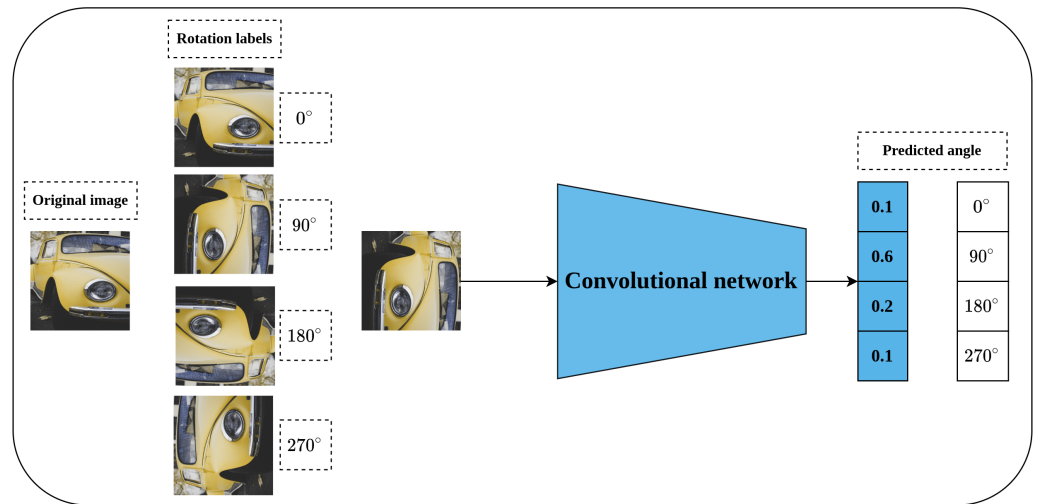 Rotation labels
0°
90°
180°
270°
Original image
Convolutional network
Predicted angle
0.1 0°
0.6 90°
0.2 180°
0.1 270°